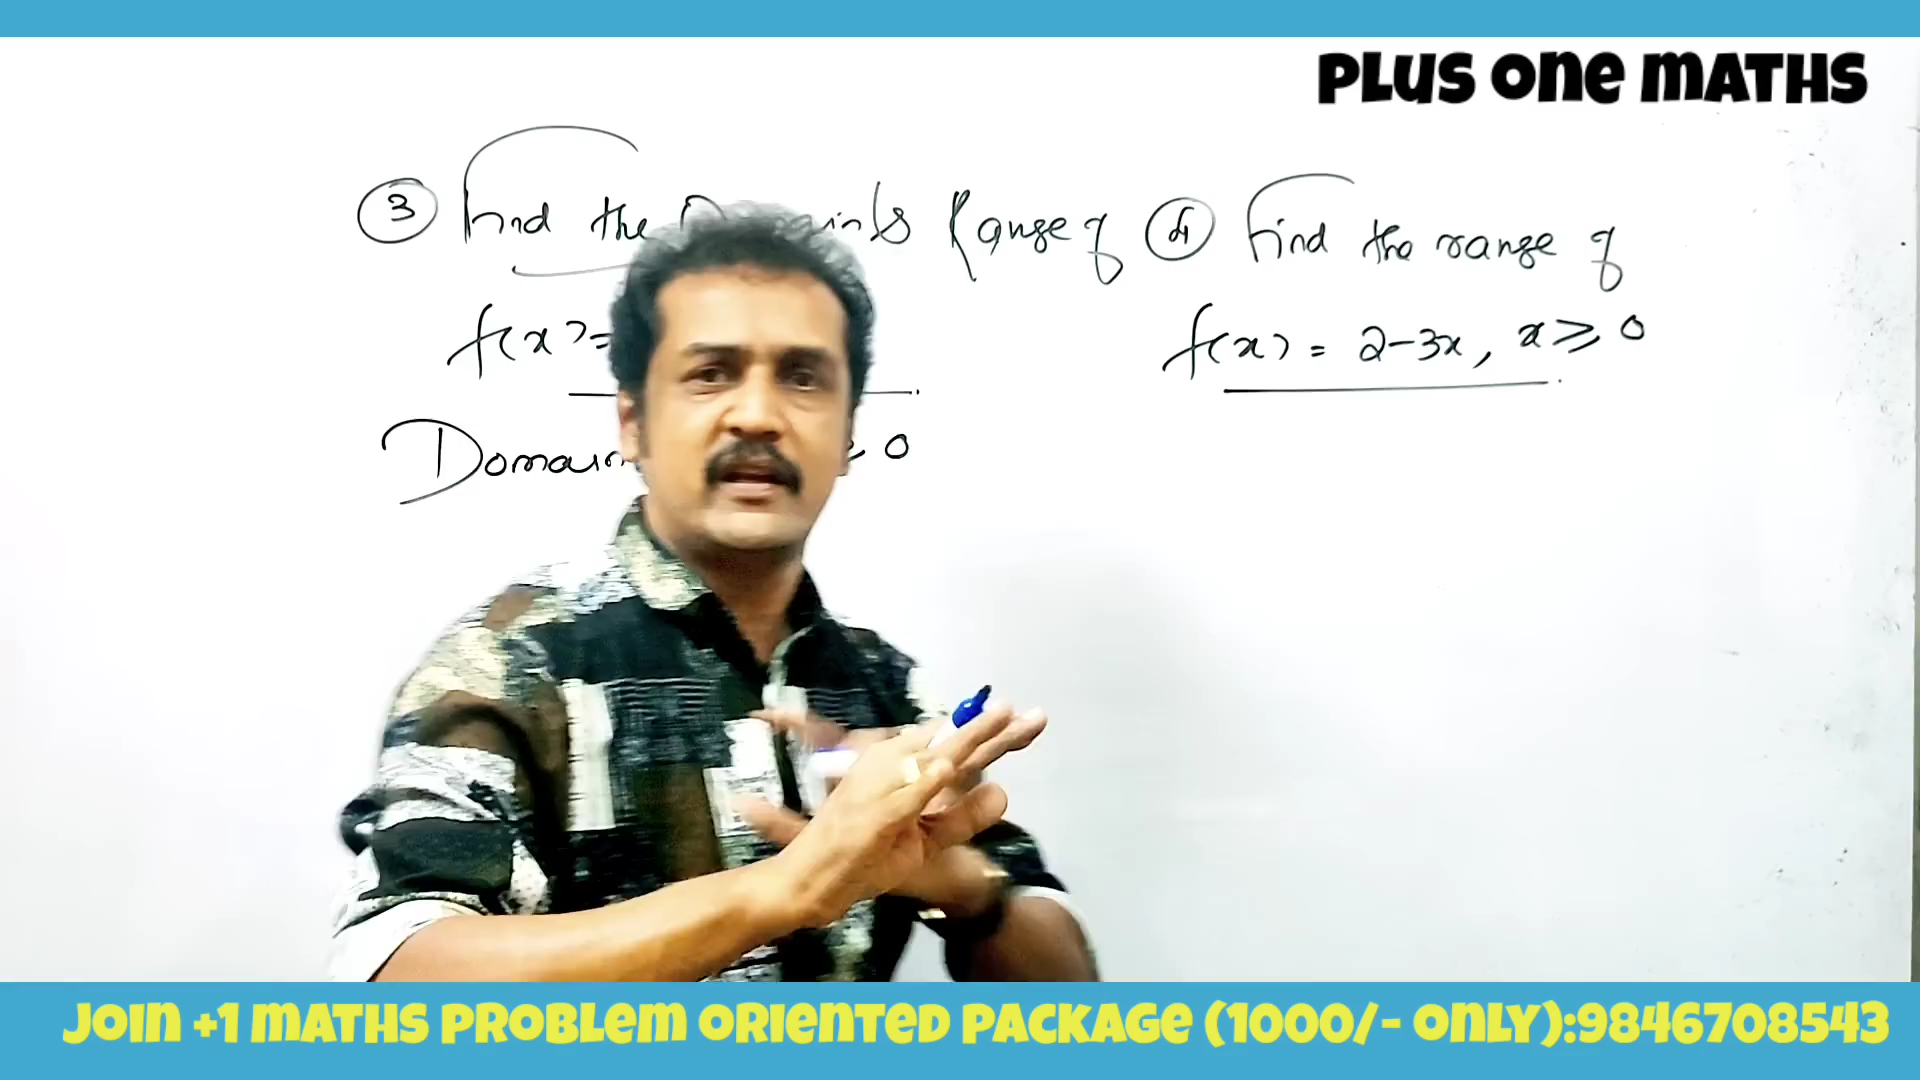 PLUS ONE MATHS
③ Find the Range of
f(x) =
Domain 0
④ Find the range of
f(x) = 2-3x, x ≥ 0
JOIN +1 MATHS PROBLEM ORIENTED PACKAGE (1000/- ONLY):9846708543